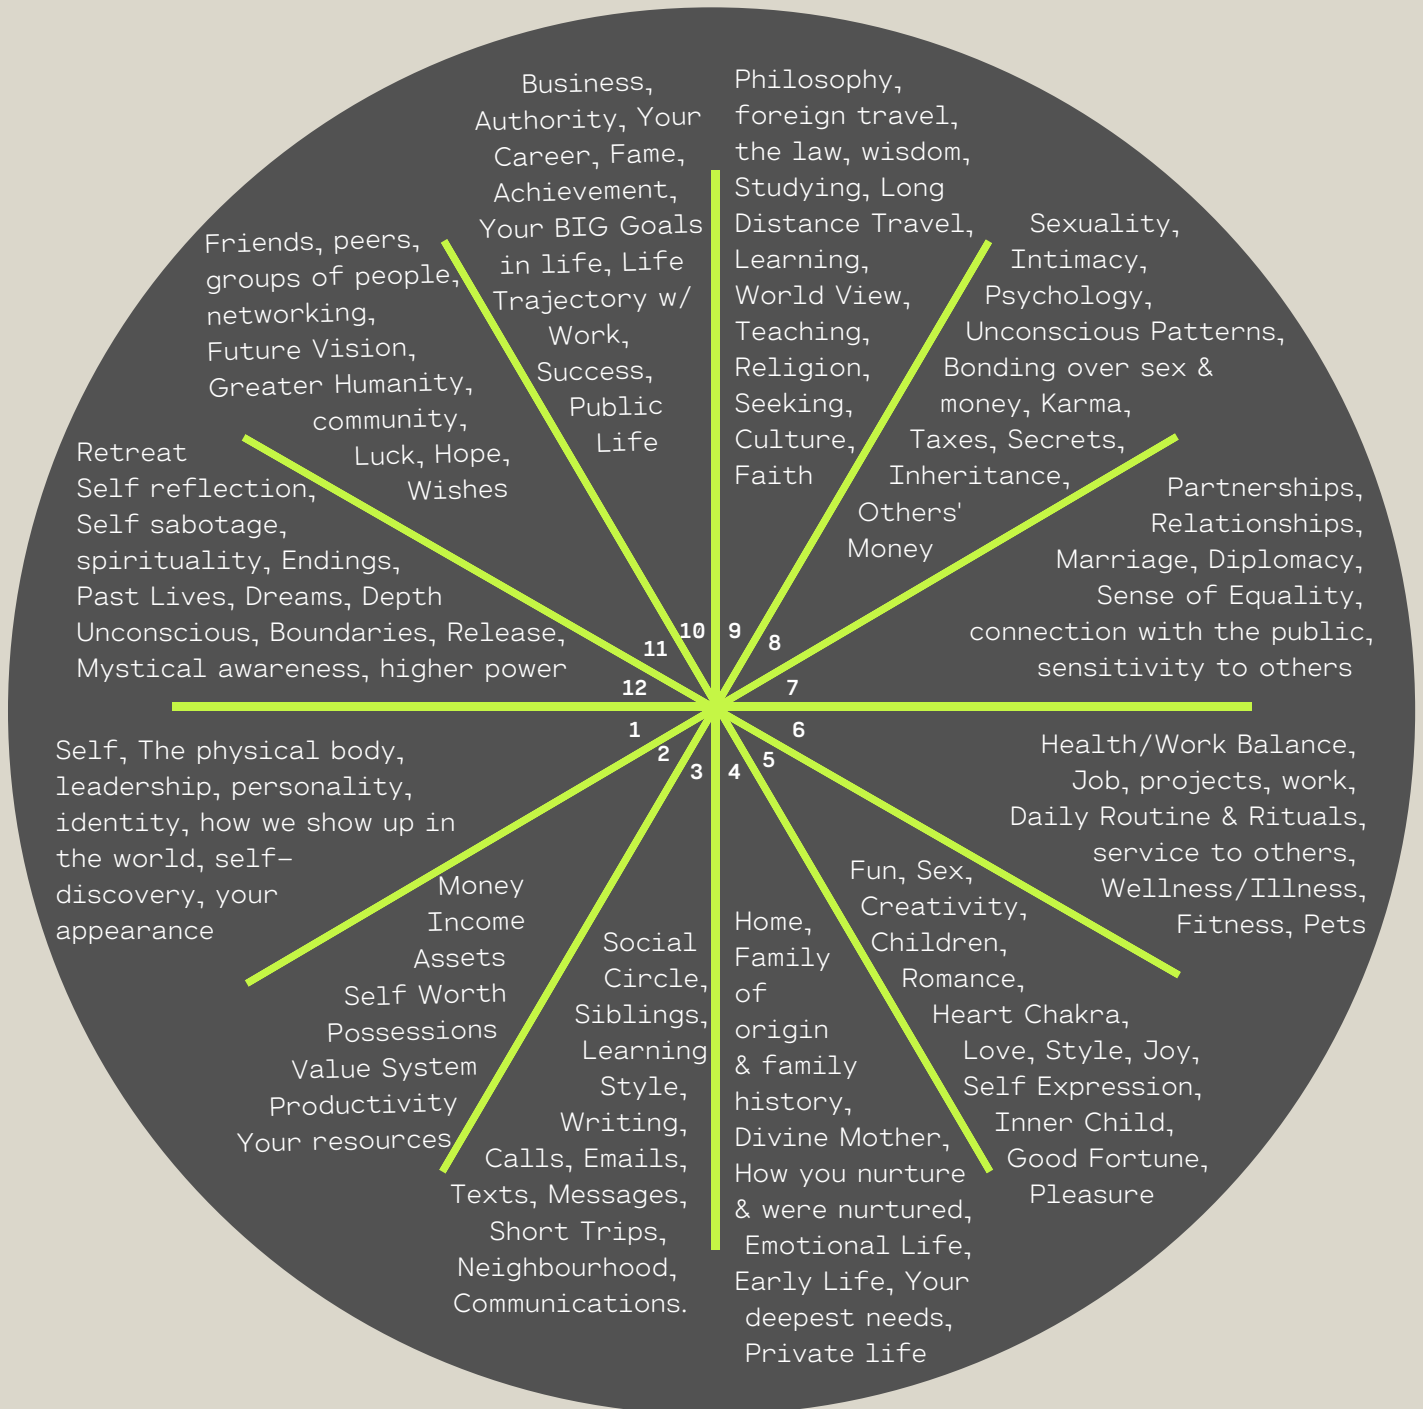 Business,
Authority, Your
Career, Fame,
Achievement,
Your BIG Goals
in life, Life
Trajectory w/
Work,
Success,
Public
Life
Philosophy,
foreign travel,
the law, wisdom,
Studying, Long
Distance Travel,
Learning,
World View,
Teaching,
Religion,
Seeking,
Culture,
Faith
Friends, peers,
groups of people,
networking,
Future Vision,
Greater Humanity,
community,
Luck, Hope,
Wishes
Sexuality,
Intimacy,
Psychology,
Unconscious Patterns,
Bonding over sex &
money, Karma,
Taxes, Secrets,
Inheritance,
Others'
Money
Retreat
Self reflection,
Self sabotage,
spirituality, Endings,
Past Lives, Dreams, Depth
Unconscious, Boundaries, Release,
Mystical awareness, higher power
Partnerships,
Relationships,
Marriage, Diplomacy,
Sense of Equality,
connection with the public,
sensitivity to others
10
9
11
8
12
7
1
6
2
5
3
4
Self, The physical body,
leadership, personality,
identity, how we show up in
the world, self–
discovery, your
appearance
Money
Income
Assets
Self Worth
Possessions
Value System
Productivity
Your resources
Social
Circle,
Siblings,
Learning
Style,
Writing,
Calls, Emails,
Texts, Messages,
Short Trips,
Neighbourhood,
Communications.
Home,
Family
of
origin
& family
history,
Divine Mother,
How you nurture
& were nurtured,
Emotional Life,
Early Life, Your
deepest needs,
Private life
Fun, Sex,
Creativity,
Children,
Romance,
Heart Chakra,
Love, Style, Joy,
Self Expression,
Inner Child,
Good Fortune,
Pleasure
Health/Work Balance,
Job, projects, work,
Daily Routine & Rituals,
service to others,
Wellness/Illness,
Fitness, Pets